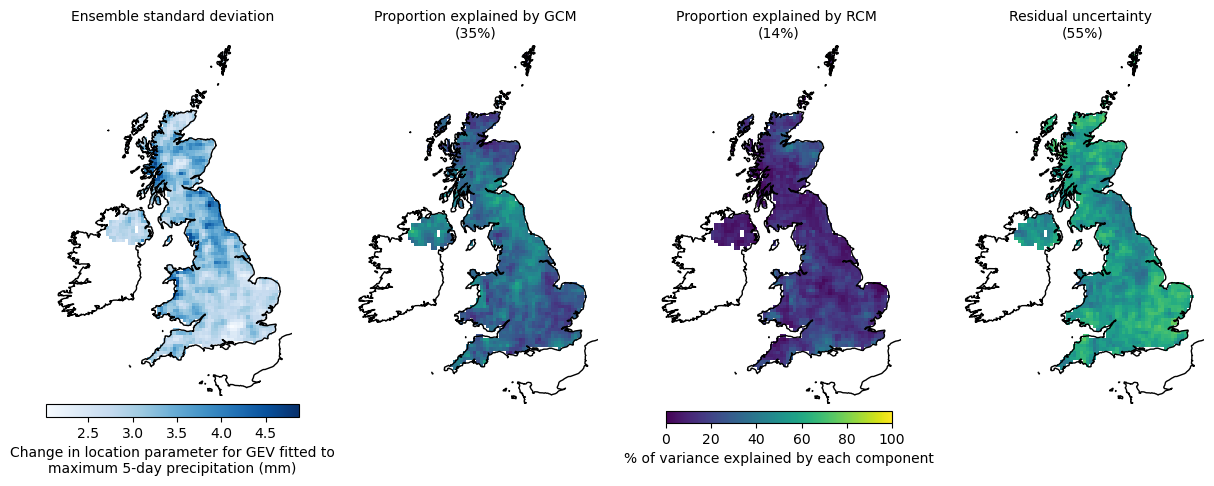 Ensemble standard deviation
Proportion explained by GCM
(35%)
Proportion explained by RCM
(14%)
Residual uncertainty
(55%)
2.5 3.0 3.5 4.0 4.5
Change in location parameter for GEV fitted to
maximum 5-day precipitation (mm)
0 20 40 60 80 100
% of variance explained by each component